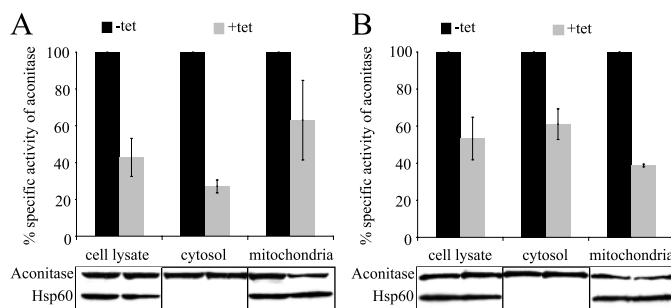 A
-tet
+tet
% specific activity of aconitase
100
80
60
40
20
0
cell lysate
cytosol
mitochondria
Aconitase
Hsp60
B
-tet
+tet
% specific activity of aconitase
100
80
60
40
20
0
cell lysate
cytosol
mitochondria
Aconitase
Hsp60